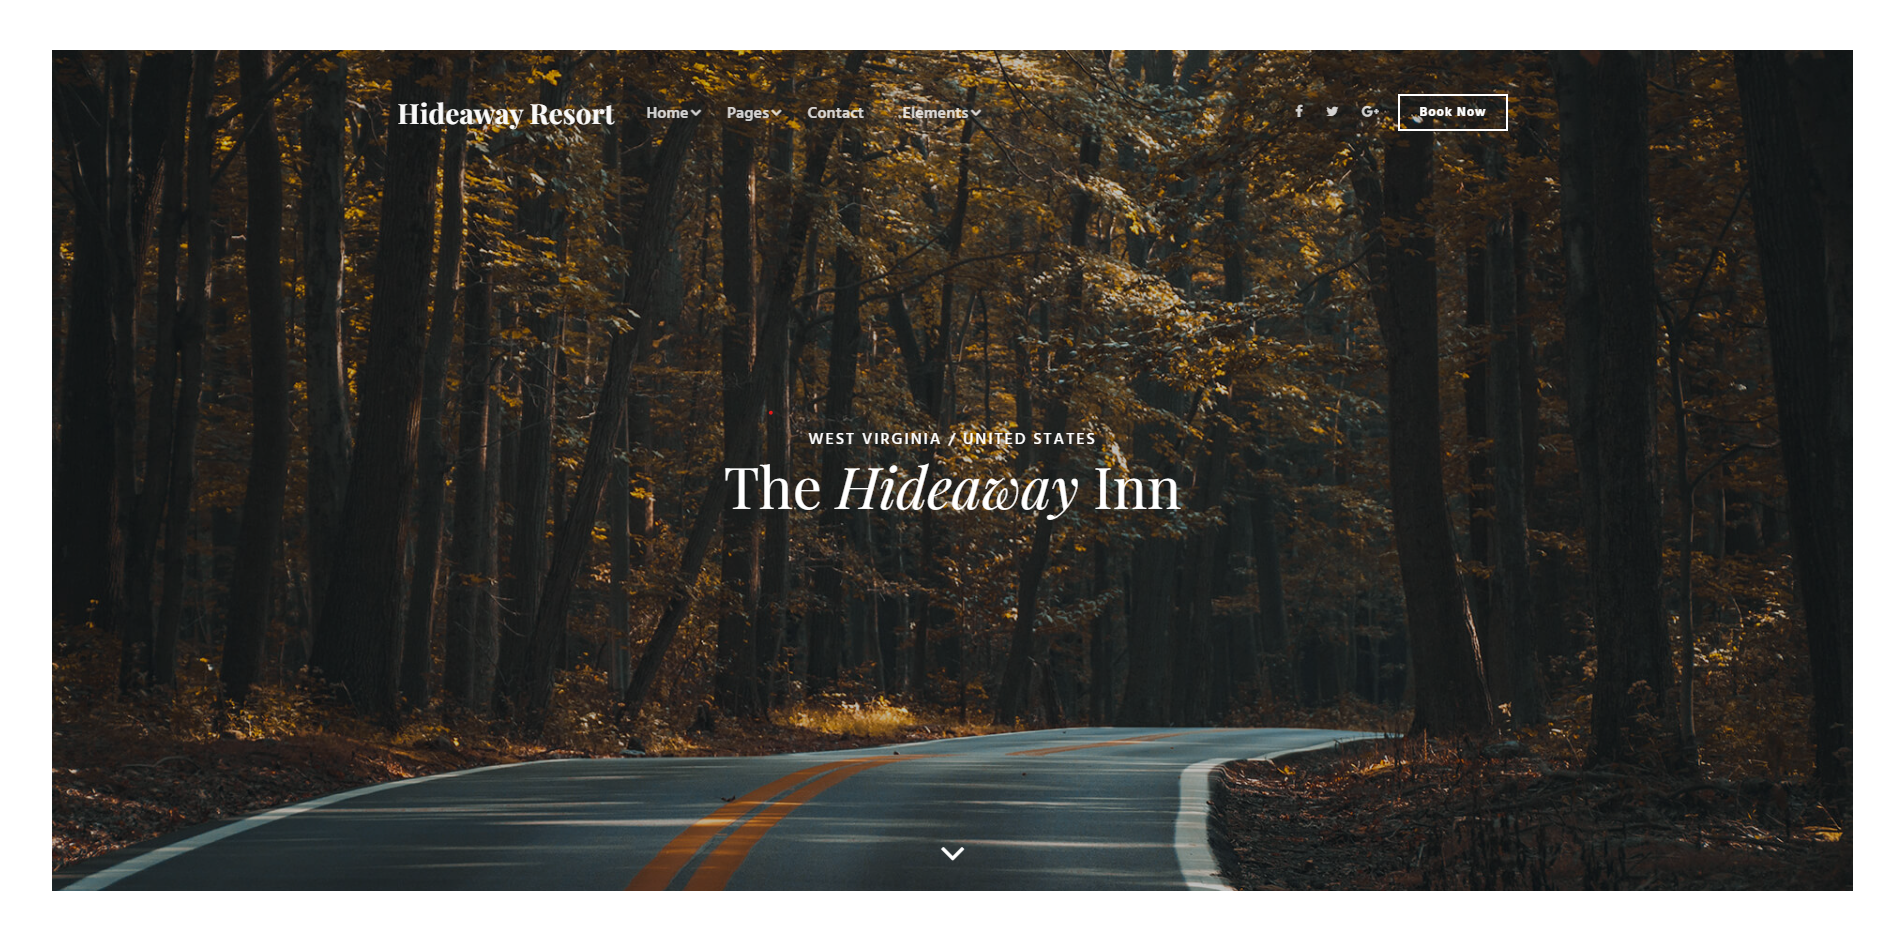 Hideaway Resort
Home Pages Contact Elements
Book Now
WEST VIRGINIA / UNITED STATES
The Hideaway Inn